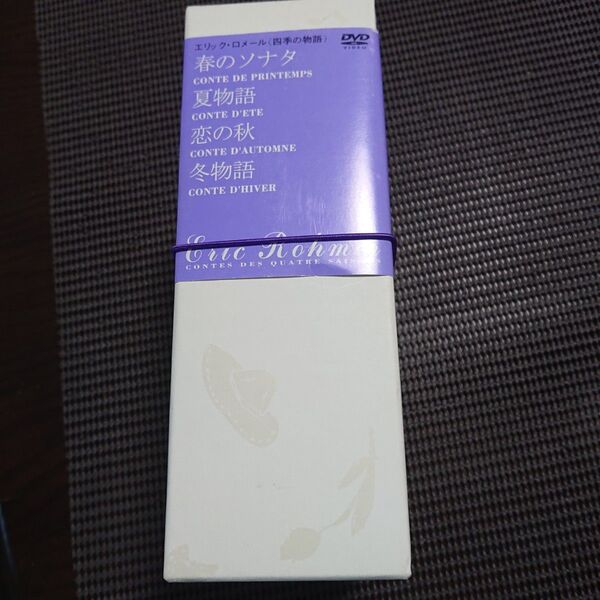 エリック・ロメール〈四季の物語〉
DVD
VIDEO
春のソナタ
CONTE DE PRINTEMPS
夏物語
CONTE D'ETE
恋の秋
CONTE D'AUTOMNE
冬物語
CONTE D'HIVER
Eric Rohmer
CONTES DES QUATRE SAISONS